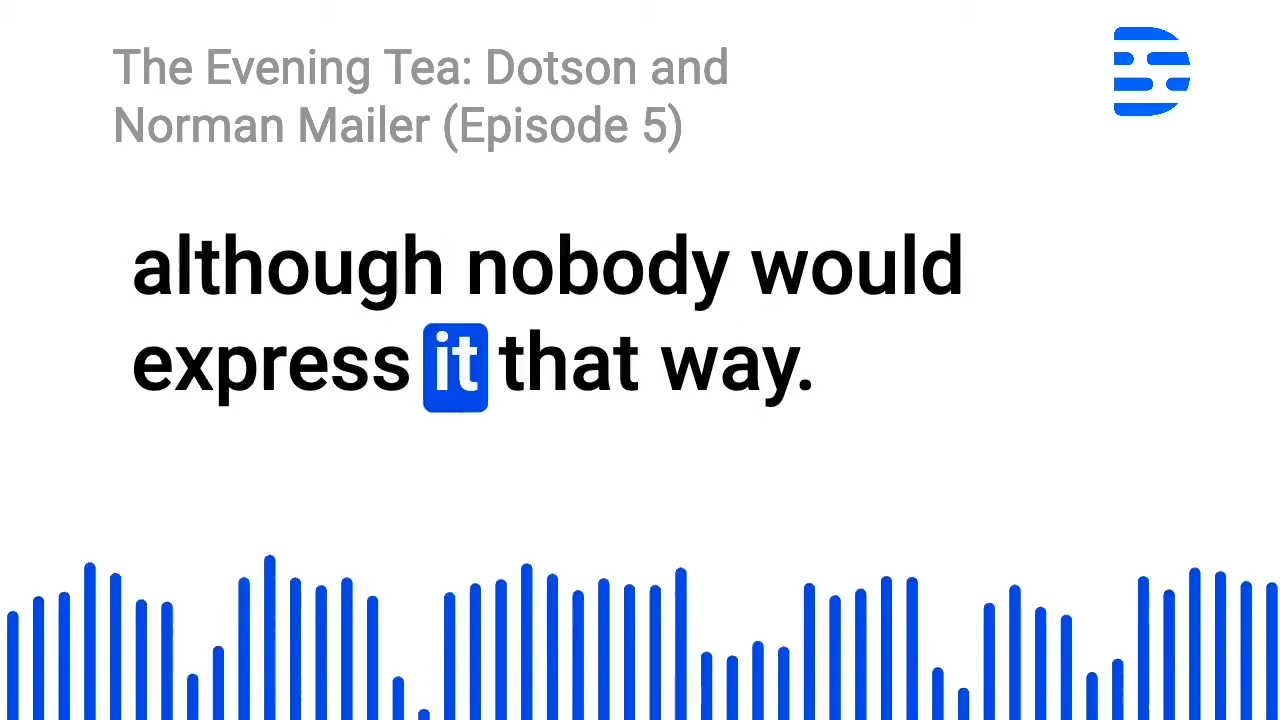 The Evening Tea: Dotson and
Norman Mailer (Episode 5)
although nobody would
express it that way.